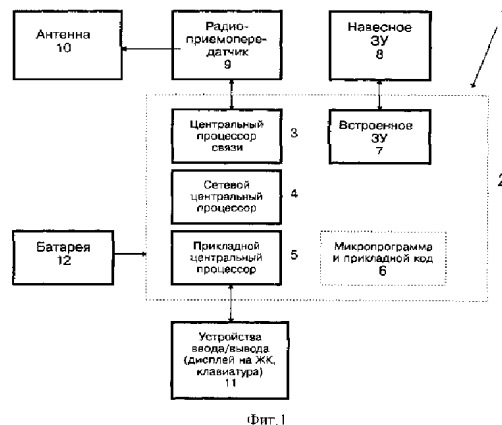 Антенна
10
Радио-
приемопере-
датчик
9
Навесное
ЗУ
8
Центральный
процессор
связи
3
Встроенное
ЗУ
7
2
Сетевой
центральный
процессор
4
Батарея
12
Прикладной
центральный
процессор
5
Микропрограмма
и прикладной код
6
Устройства
ввода/вывода
(дисплей на ЖК,
клавиатура)
11
Фиг.1